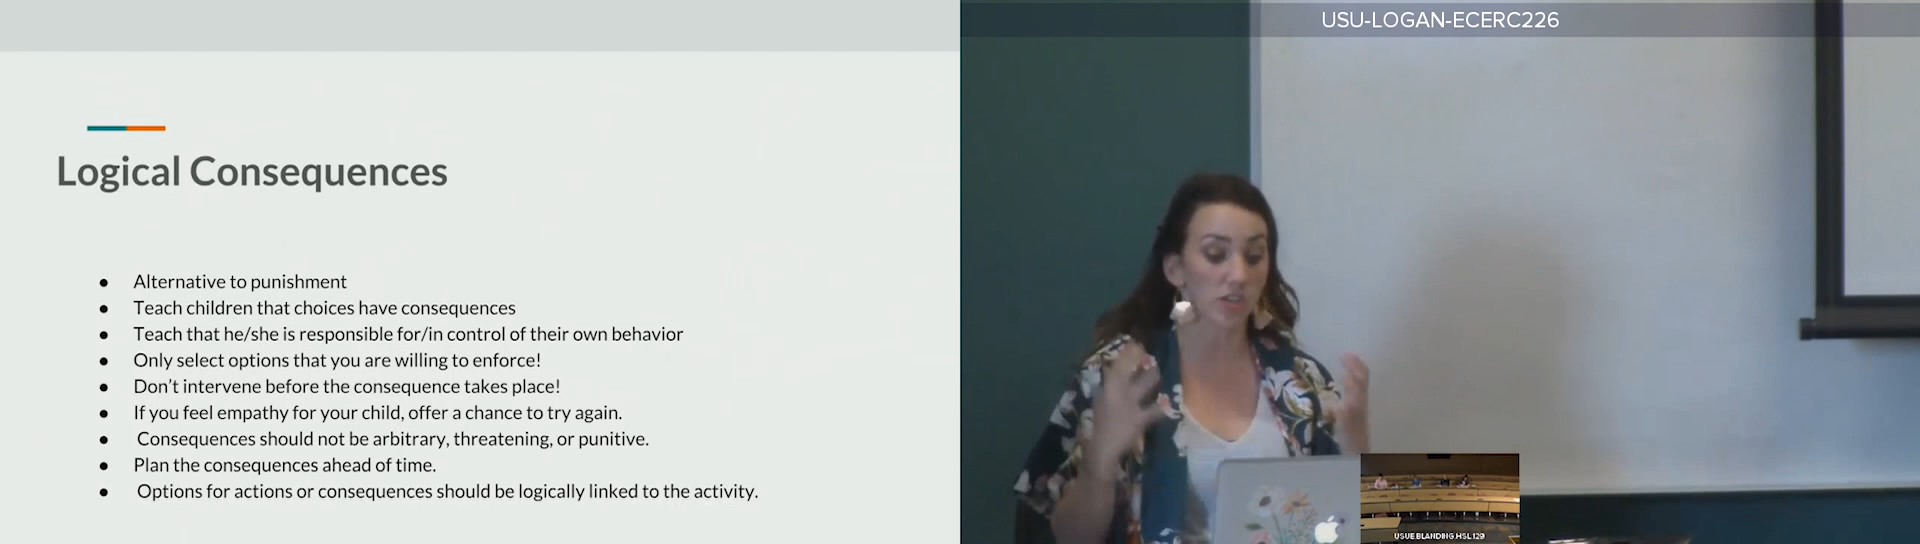 USU-LOGAN-ECERC226
Logical Consequences
● Alternative to punishment
● Teach children that choices have consequences
● Teach that he/she is responsible for/in control of their own behavior
● Only select options that you are willing to enforce!
● Don’t intervene before the consequence takes place!
● If you feel empathy for your child, offer a chance to try again.
● Consequences should not be arbitrary, threatening, or punitive.
● Plan the consequences ahead of time.
● Options for actions or consequences should be logically linked to the activity.
USUE.BLANDING.HSL.129